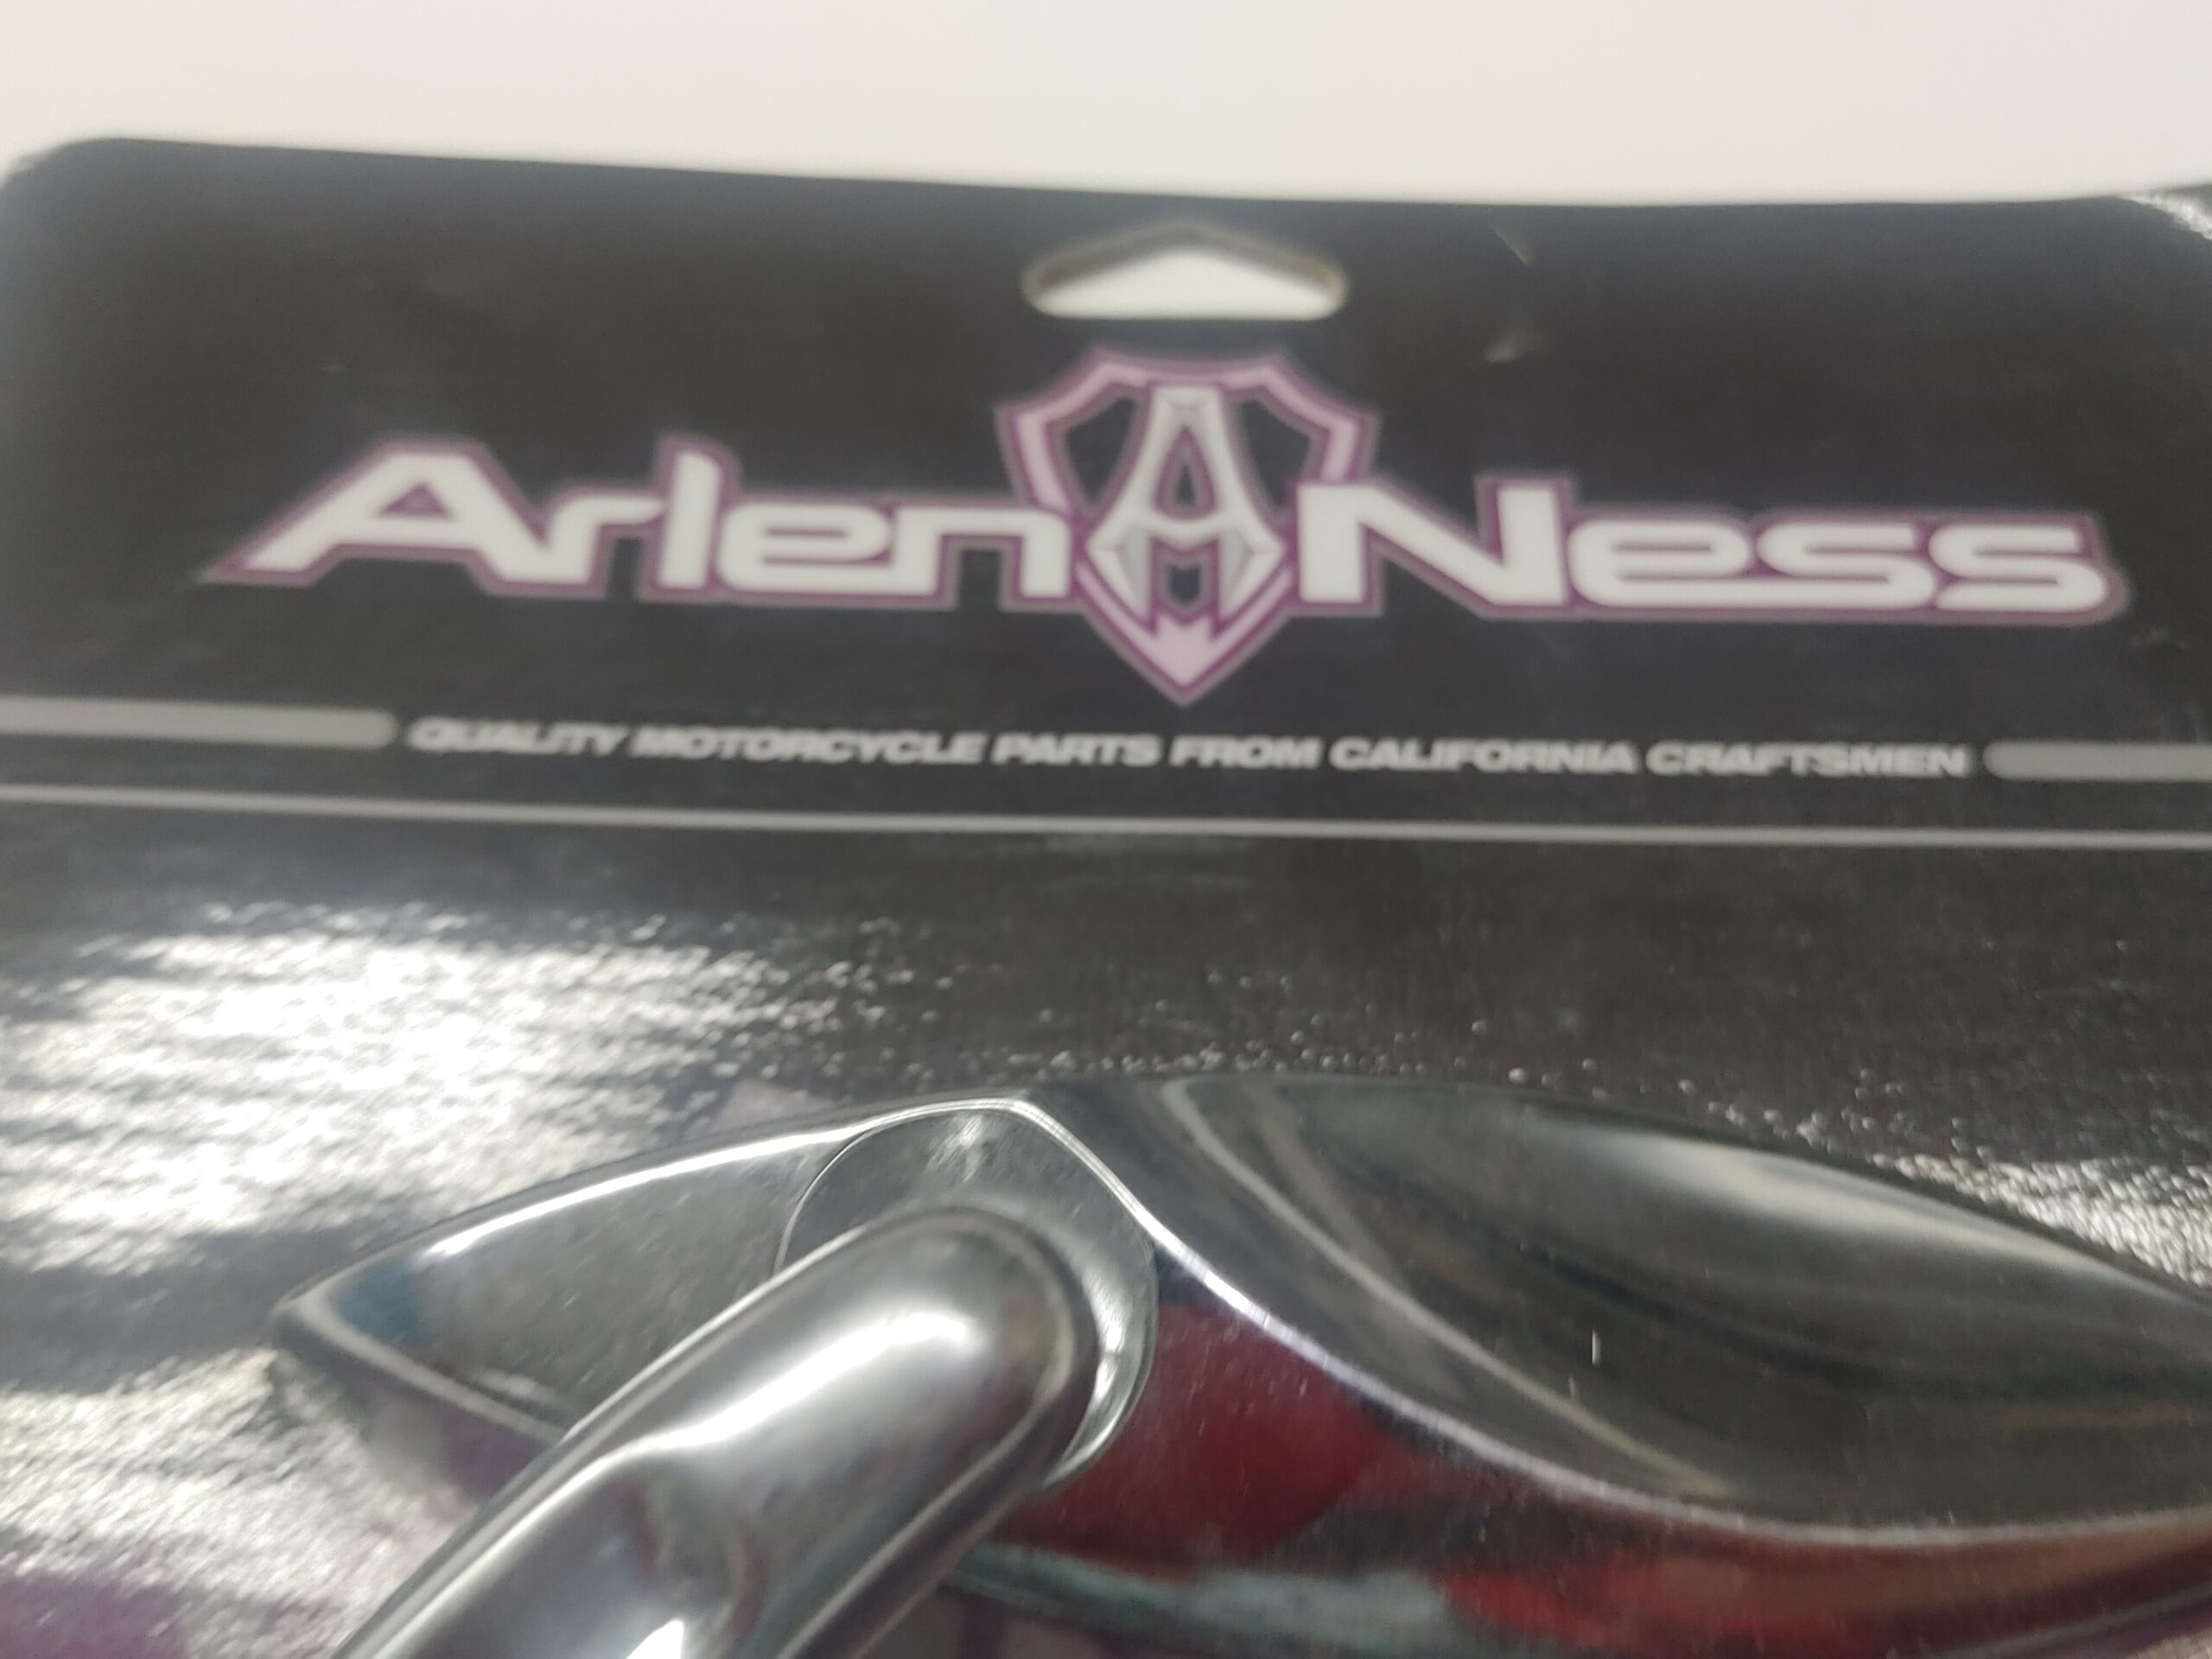 Arlen Ness
QUALITY MOTORCYCLE PARTS FROM CALIFORNIA CRAFTSMEN